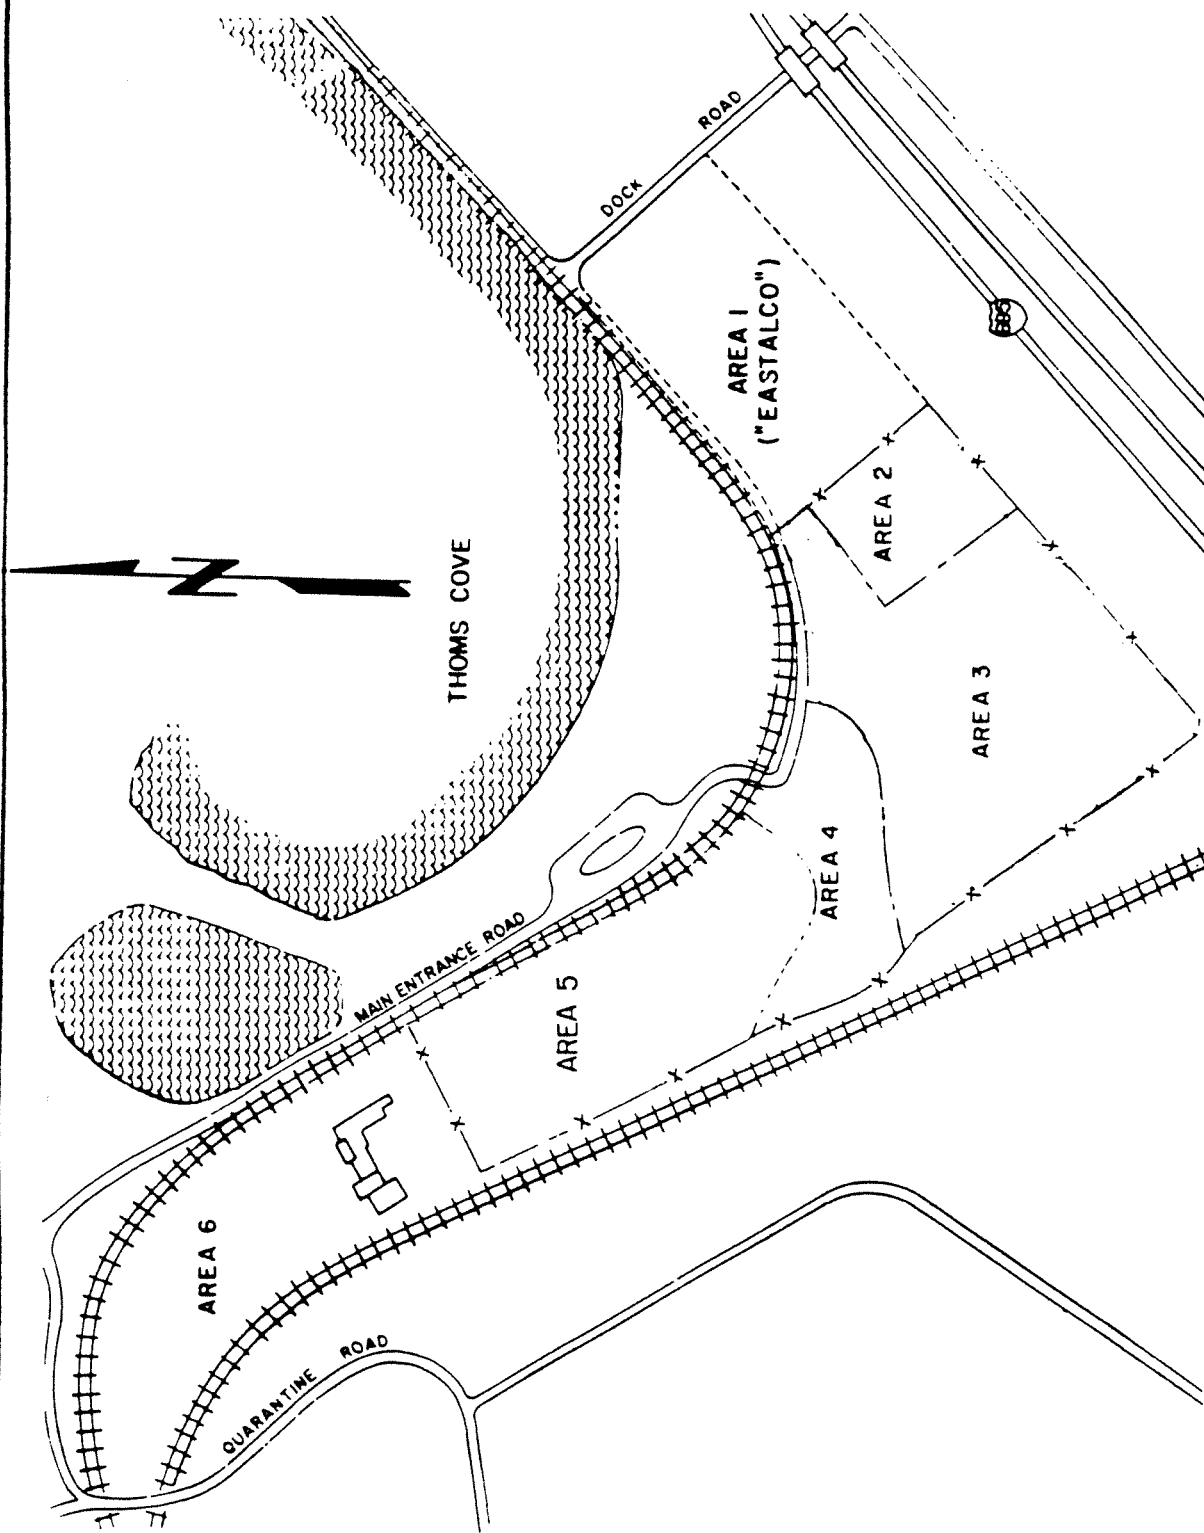 DOCK ROAD
AREA 1
("EASTALCO")
695
AREA 2
N
THOMS COVE
AREA 3
AREA 4
MAIN ENTRANCE ROAD
AREA 5
AREA 6
QUARANTINE ROAD